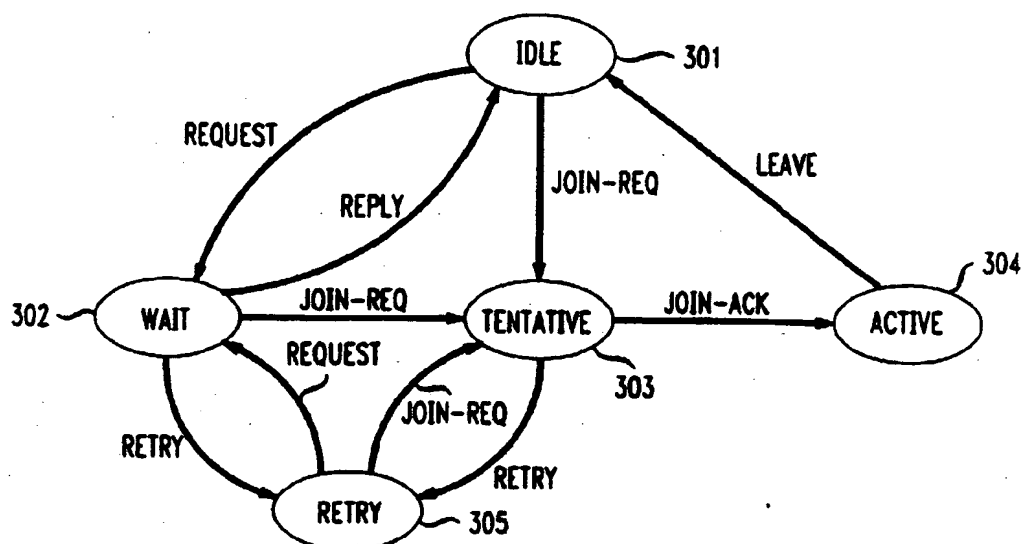 IDLE
301
REQUEST
JOIN-REQ
LEAVE
REPLY
304
302
WAIT
JOIN-REQ
TENTATIVE
JOIN-ACK
ACTIVE
REQUEST
303
JOIN-REQ
RETRY
RETRY
RETRY
305